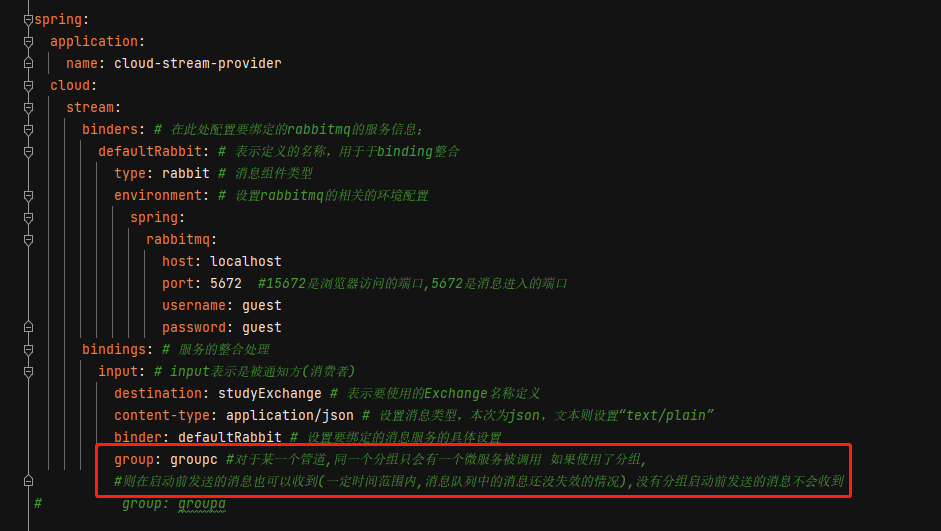 spring:
application:
name: cloud-stream-provider
cloud:
stream:
binders: # 在此处配置要绑定的rabbitmq的服务信息；
defaultRabbit: # 表示定义的名称，用于于binding整合
type: rabbit # 消息组件类型
environment: # 设置rabbitmq的相关的环境配置
spring:
rabbitmq:
host: localhost
port: 5672 #15672是浏览器访问的端口,5672是消息进入的端口
username: guest
password: guest
bindings: # 服务的整合处理
input: # input表示是被通知方(消费者)
destination: studyExchange # 表示要使用的Exchange名称定义
content-type: application/json # 设置消息类型，本次为json，文本则设置“text/plain”
binder: defaultRabbit # 设置要绑定的消息服务的具体设置
group: groupc #对于某一个管道,同一个分组只会有一个微服务被调用 如果使用了分组,
#则在启动前发送的消息也可以收到(一定时间范围内,消息队列中的消息还没失效的情况),没有分组启动前发送的消息不会收到
# group: groupa